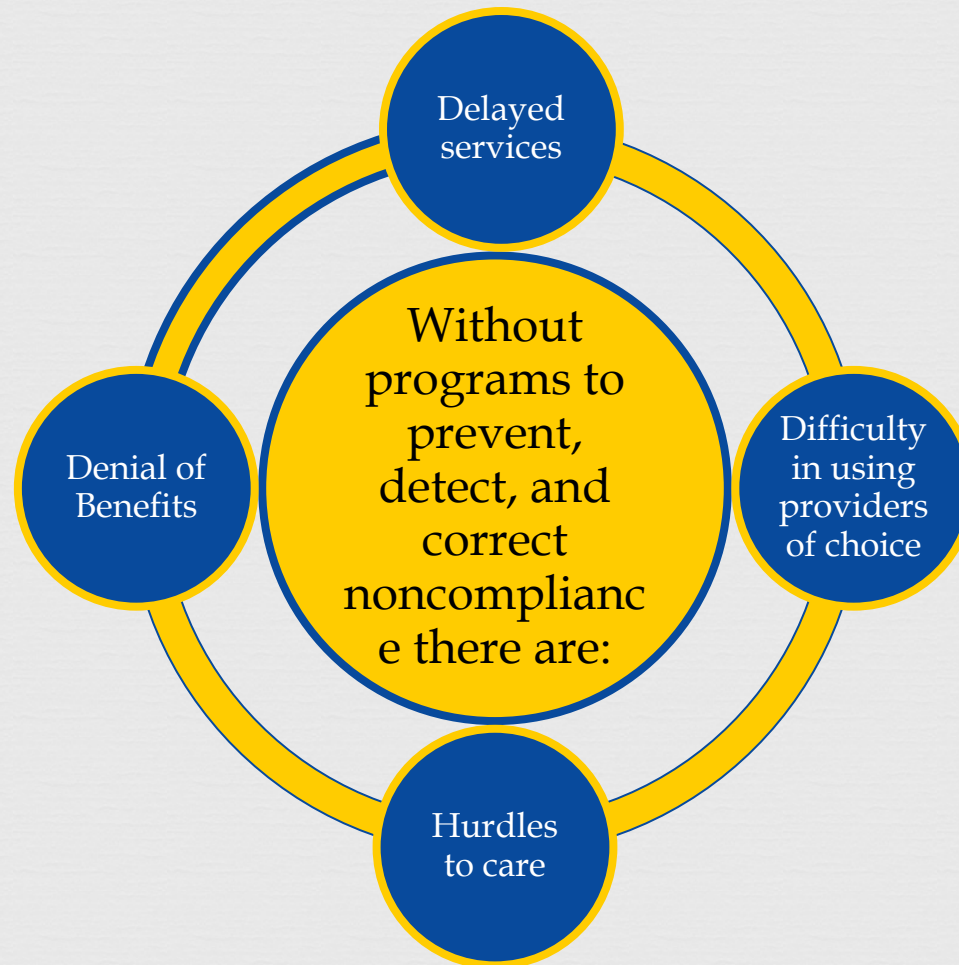 Delayed
services
Without
programs to
prevent,
detect, and
correct
noncomplianc
e there are:
Difficulty
in using
providers
of choice
Hurdles
to care
Denial of
Benefits